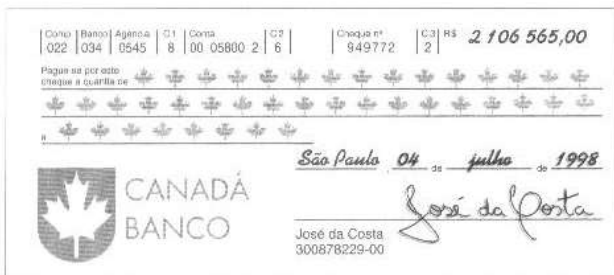 Comp Banco Agência C1 Conta C2 Cheque nº C3 R$ 2 106 565,00
022 034 0545 8 00 05800 2 6 949772 2
Pague-se por este
cheque a quantia de
a
São Paulo, 04 de julho de 1998
CANADÁ
BANCO
José da Costa
José da Costa
300878229-00